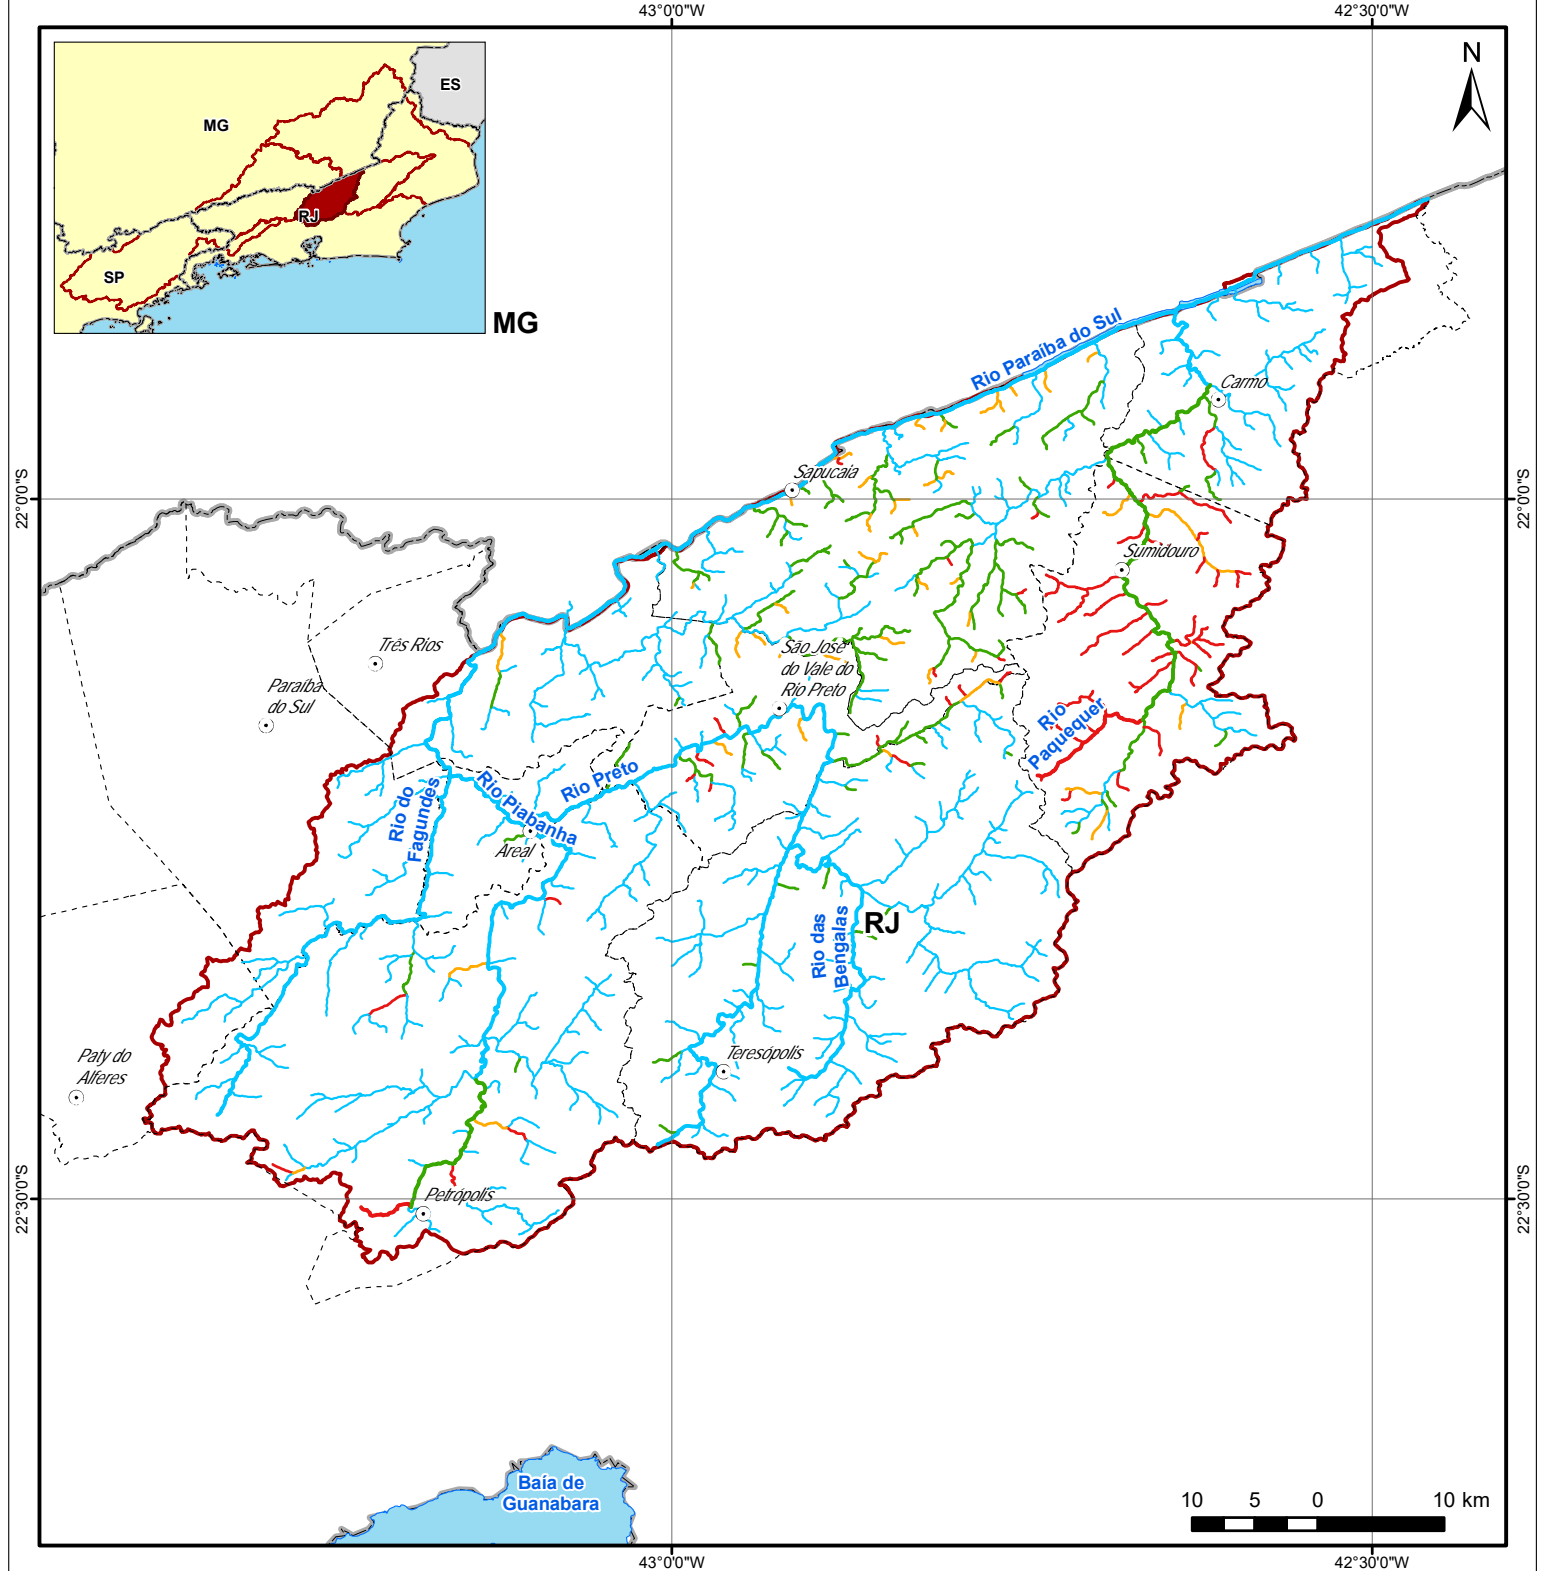 43°0'0"W
42°30'0"W
N
ES
MG
RJ
SP
MG
Rio Paraíba do Sul
Carmo
Sapucaia
22°0'0"S
22°0'0"S
Sumidouro
Três Rios
São José
do Vale do
Rio Preto
Paraíba
do Sul
Rio
Paquequer
Rio Preto
Rio Piabanha
Rio do
Fagundes
Areal
RJ
Rio das
Bengalas
Teresópolis
Paty do
Alferes
22°30'0"S
22°30'0"S
Petrópolis
Baía de
Guanabara
10 5 0 10 km
43°0'0"W
42°30'0"W